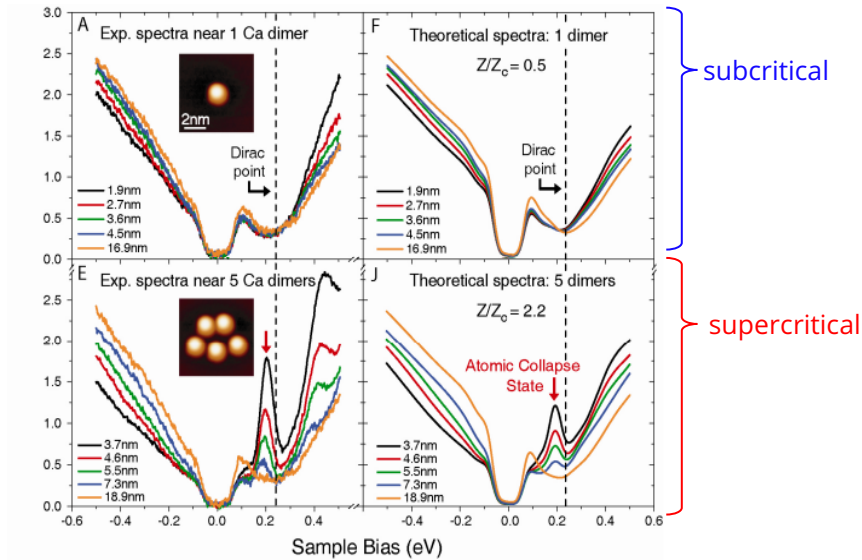 A
Exp. spectra near 1 Ca dimer
2nm
Dirac
point
1.9nm
2.7nm
3.6nm
4.5nm
16.9nm
3.0
2.5
2.0
1.5
1.0
0.5
0.0
F
Theoretical spectra: 1 dimer
Z/Zc = 0.5
Dirac
point
1.9nm
2.7nm
3.6nm
4.5nm
16.9nm
subcritical
E
Exp. spectra near 5 Ca dimers
3.7nm
4.6nm
5.5nm
7.3nm
18.9nm
2.5
2.0
1.5
1.0
0.5
0.0
-0.6 -0.4 -0.2 0.0 0.2 0.4
J
Theoretical spectra: 5 dimers
Z/Zc = 2.2
Atomic Collapse
State
3.7nm
4.6nm
5.5nm
7.3nm
18.9nm
-0.4 -0.2 0.0 0.2 0.4 0.6
supercritical
Sample Bias (eV)